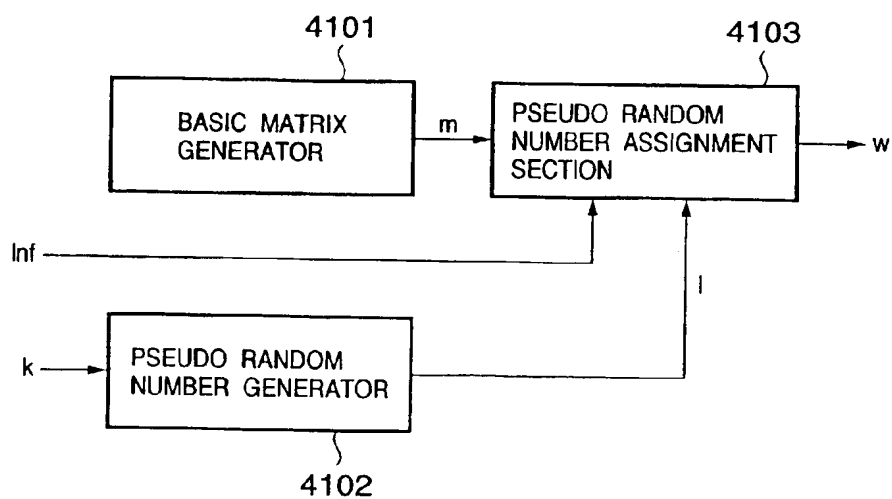 4101
4103
BASIC MATRIX
GENERATOR
m
PSEUDO RANDOM
NUMBER ASSIGNMENT
SECTION
w
Inf
l
k
PSEUDO RANDOM
NUMBER GENERATOR
4102